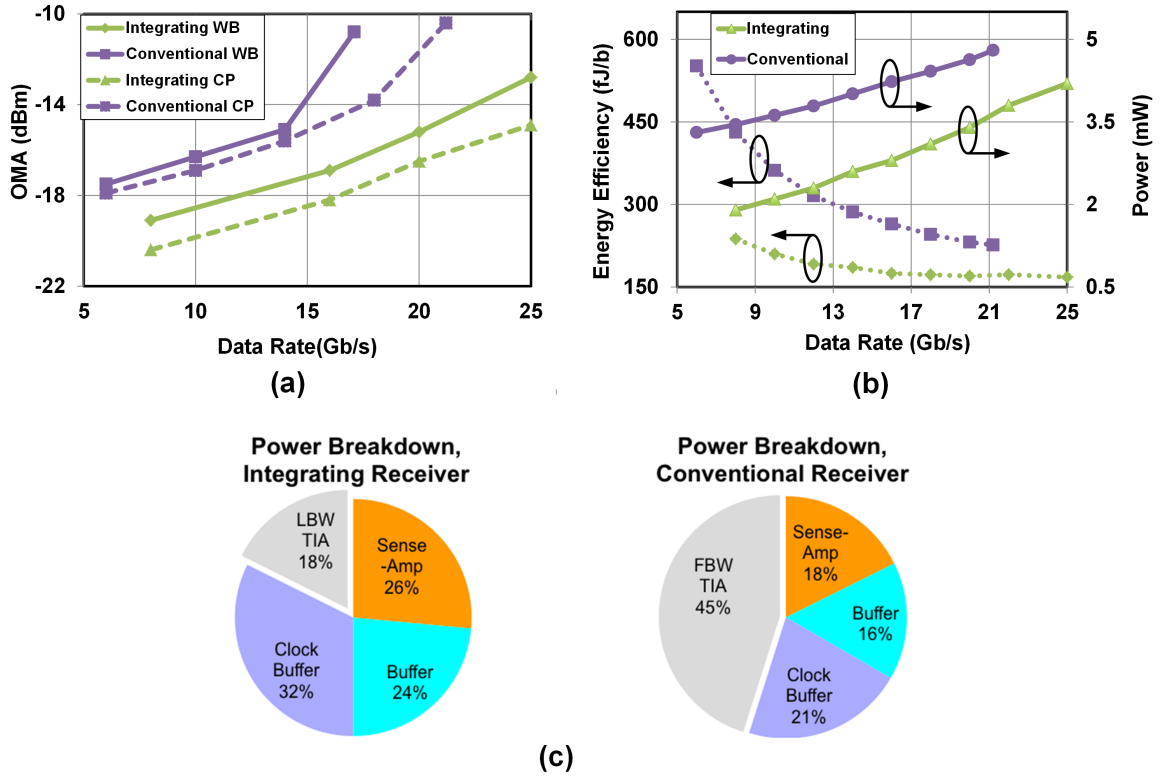 -10
-14
-18
-22
OMA (dBm)
Integrating WB
Conventional WB
Integrating CP
Conventional CP
5
10
15
20
25
Data Rate(Gb/s)
(a)
600
450
300
150
Energy Efficiency (fJ/b)
Integrating
Conventional
5
3.5
2
0.5
Power (mW)
5
9
13
17
21
25
Data Rate (Gb/s)
(b)
Power Breakdown,
Integrating Receiver
LBW
TIA
18%
Sense
-Amp
26%
Clock
Buffer
32%
Buffer
24%
Power Breakdown,
Conventional Receiver
FBW
TIA
45%
Sense-
Amp
18%
Buffer
16%
Clock
Buffer
21%
(c)